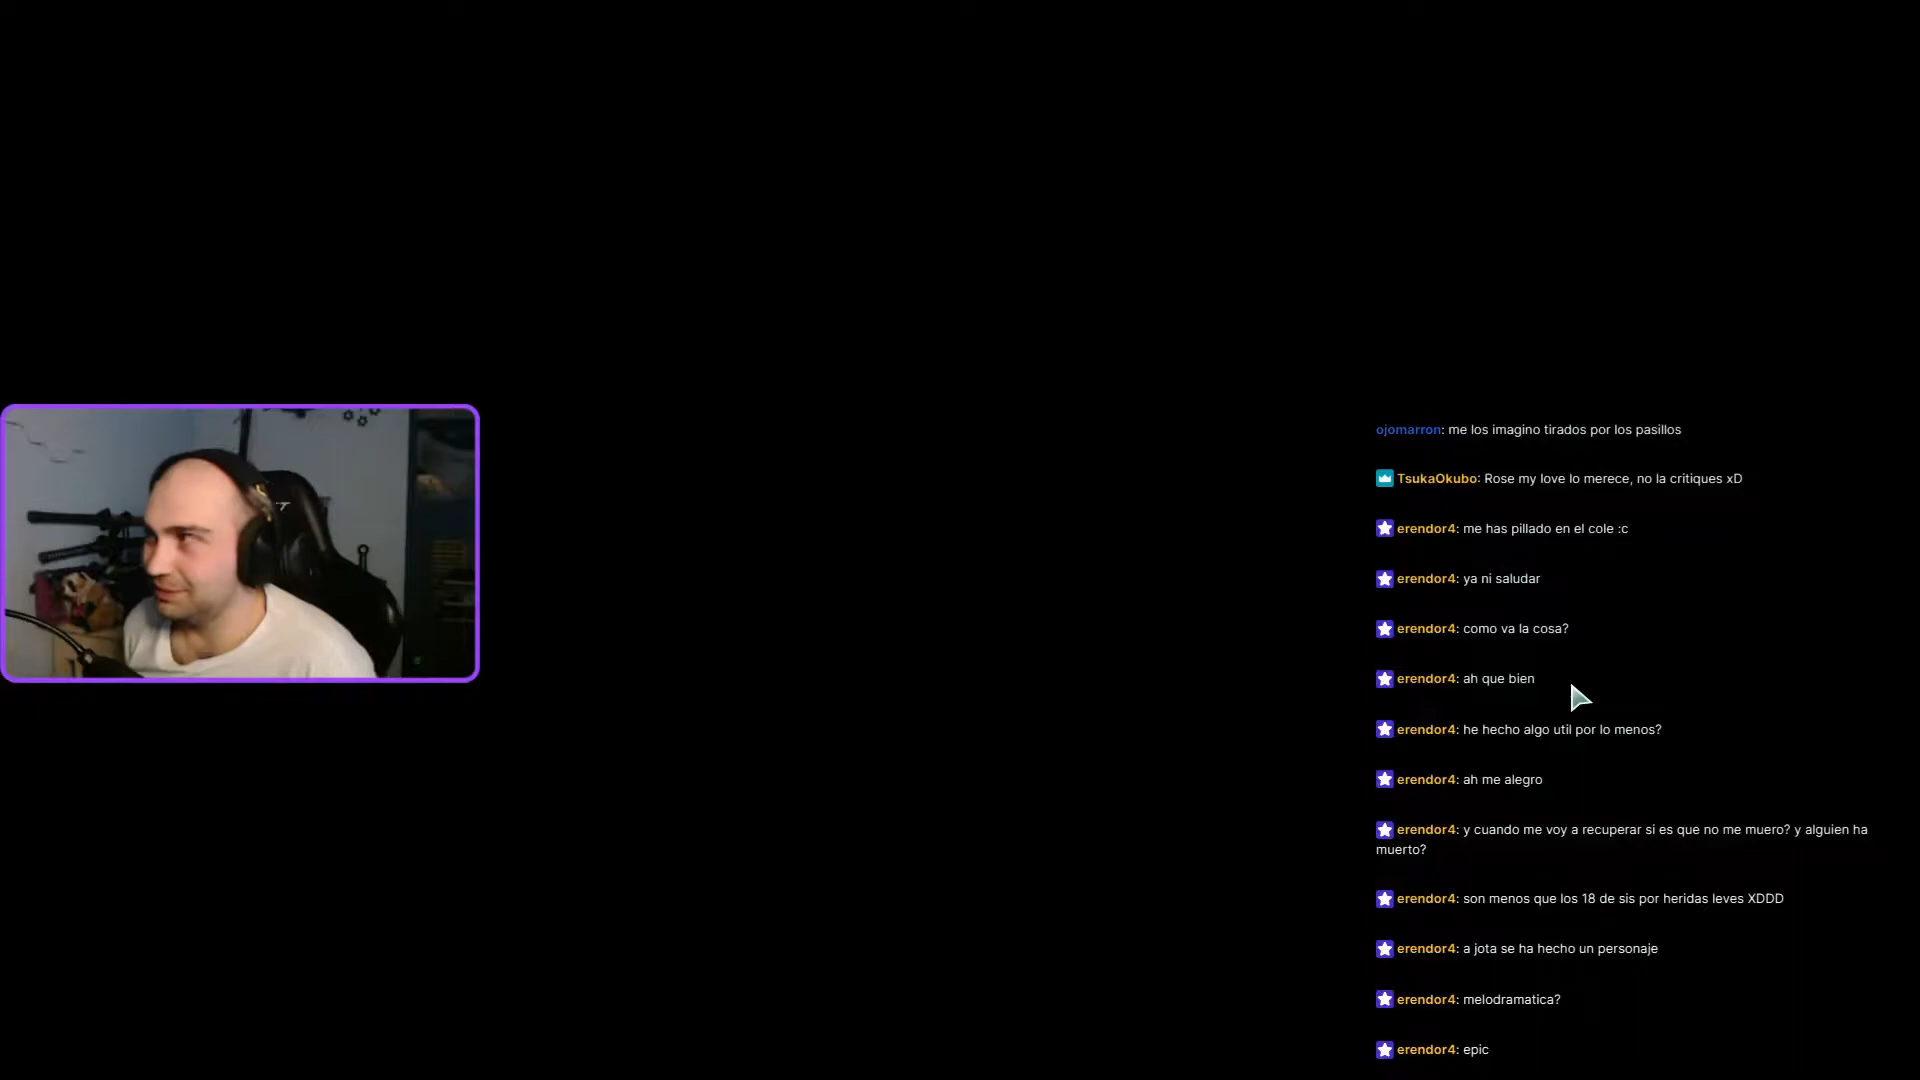 ojomarron: me los imagino tirados por los pasillos
TsukaOkubo: Rose my love lo merece, no la critiques xD
erendor4: me has pillado en el cole :c
erendor4: ya ni saludar
erendor4: como va la cosa?
erendor4: ah que bien
erendor4: he hecho algo util por lo menos?
erendor4: ah me alegro
erendor4: y cuando me voy a recuperar si es que no me muero? y alguien ha
muerto?
erendor4: son menos que los 18 de sis por heridas leves XDDD
erendor4: a jota se ha hecho un personaje
erendor4: melodramatica?
erendor4: epic